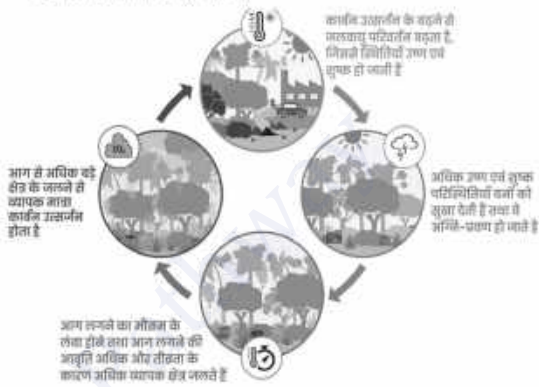 कार्बन उत्सर्जन के बढ़ने से
जलवायु परिवर्तन बढ़ता है,
जिससे स्थितियाँ उष्ण एवं
शुष्क हो जाती हैं
आग से अधिक बड़े
क्षेत्र के जलने से
व्यापक मात्रा
कार्बन उत्सर्जन
होता है
अधिक उष्ण एवं शुष्क
परिस्थितियाँ वनों को
सुखा देती हैं तथा वे
अग्नि-प्रवण हो जाते हैं
आग लगने का मौसम के
लंबा होने तथा आग लगने की
आवृति अधिक और तीव्रता के
कारण अधिक व्यापक क्षेत्र जलते हैं